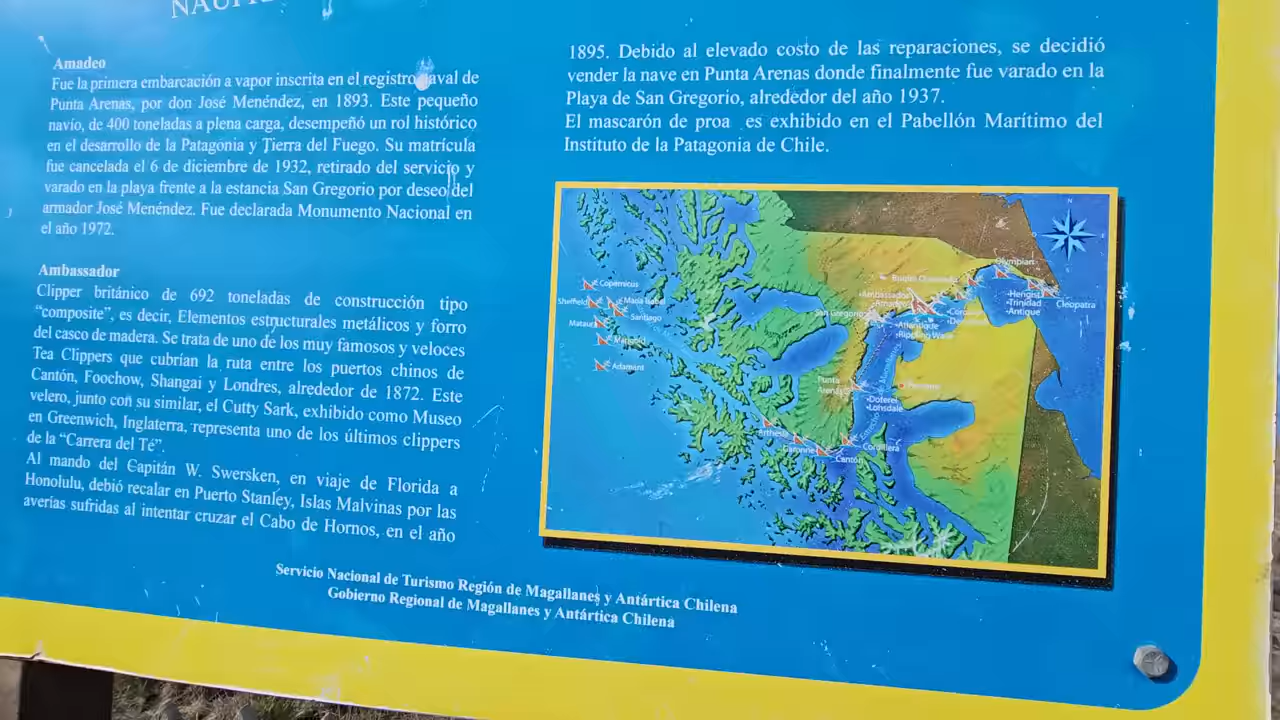 Amadeo
Fue la primera embarcación a vapor inscrita en el registro naval de
Punta Arenas, por don José Menéndez, en 1893. Este pequeño
navío, de 400 toneladas a plena carga, desempeñó un rol histórico
en el desarrollo de la Patagonia y Tierra del Fuego. Su matrícula
fue cancelada el 6 de diciembre de 1932, retirado del servicio y
varado en la playa frente a la estancia San Gregorio por deseo del
armador José Menéndez. Fue declarada Monumento Nacional en
el año 1972.
Ambassador
Clipper británico de 692 toneladas de construcción tipo
“composite”, es decir, Elementos estructurales metálicos y forro
del casco de madera. Se trata de uno de los muy famosos y veloces
Tea Clippers que cubrían la ruta entre los puertos chinos de
Cantón, Foochow, Shangai y Londres, alrededor de 1872. Este
velero, junto con su similar, el Cutty Sark, exhibido como Museo
en Greenwich, Inglaterra, representa uno de los últimos clippers
de la “Carrera del Té”.
Al mando del Capitán W. Swersken, en viaje de Florida a
Honolulu, debió recalar en Puerto Stanley, Islas Malvinas por las
averías sufridas al intentar cruzar el Cabo de Hornos, en el año
1895. Debido al elevado costo de las reparaciones, se decidió
vender la nave en Punta Arenas donde finalmente fue varado en la
Playa de San Gregorio, alrededor del año 1937.
El mascarón de proa es exhibido en el Pabellón Marítimo del
Instituto de la Patagonia de Chile.
N
Olympian
Copernicus
Sheffield
Maria Isabel
Santiago
Mataura
Marigold
Adamant
Ambassador
Amadeo
San Gregorio
Hengist
Trinidad
Antique
Cleopatra
Atlantique
Rippling Wave
Punta
Arenas
Doterel
Lonsdale
Porvenir
Arthesis
Garonne
Cantón
Cordillera
Servicio Nacional de Turismo Región de Magallanes y Antártica Chilena
Gobierno Regional de Magallanes y Antártica Chilena